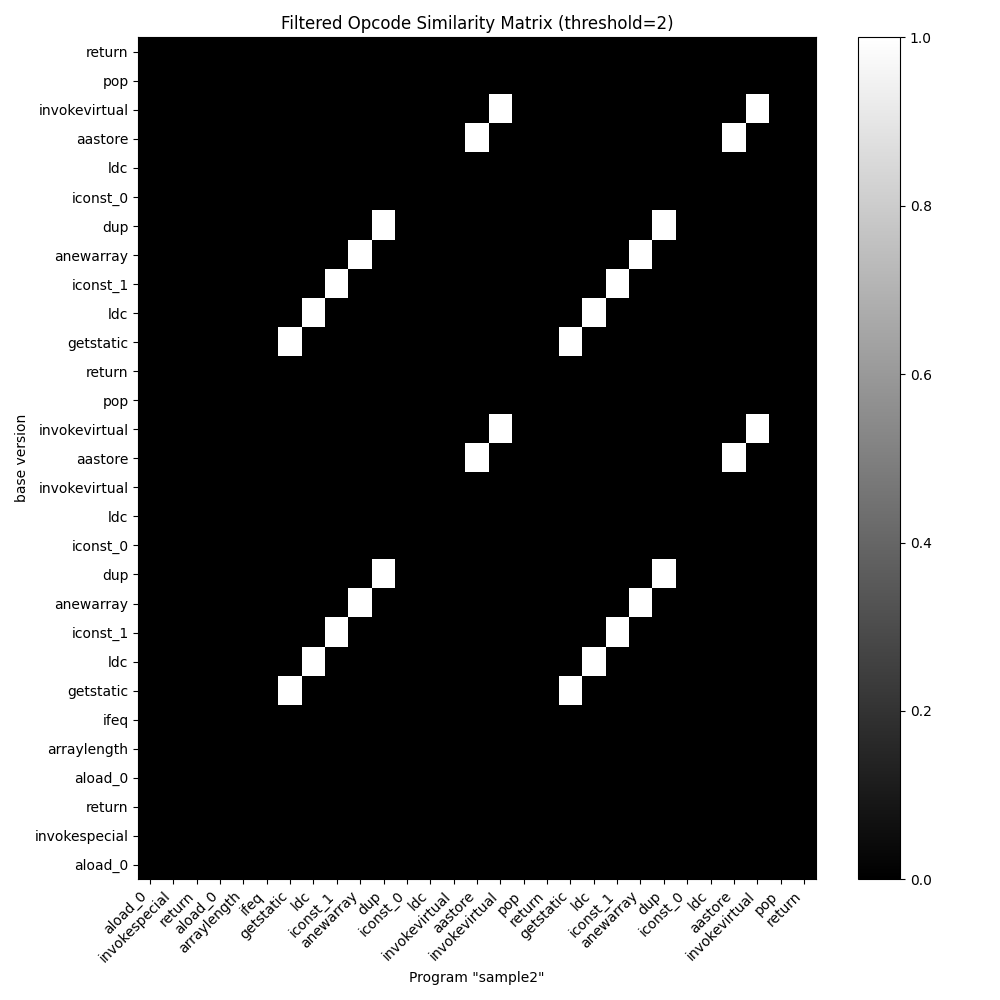 Filtered Opcode Similarity Matrix (threshold=2)
return
pop
invokevirtual
aastore
ldc
iconst_0
dup
anewarray
iconst_1
ldc
getstatic
return
pop
invokevirtual
aastore
invokevirtual
ldc
iconst_0
dup
anewarray
iconst_1
ldc
getstatic
ifeq
arraylength
aload_0
return
invokespecial
aload_0
base version
aload_0
invokespecial
return
aload_0
arraylength
ifeq
getstatic
ldc
iconst_1
anewarray
dup
iconst_0
ldc
invokevirtual
aastore
invokevirtual
pop
return
getstatic
ldc
iconst_1
anewarray
dup
iconst_0
ldc
aastore
invokevirtual
pop
return
Program "sample2"
1.0
0.8
0.6
0.4
0.2
0.0